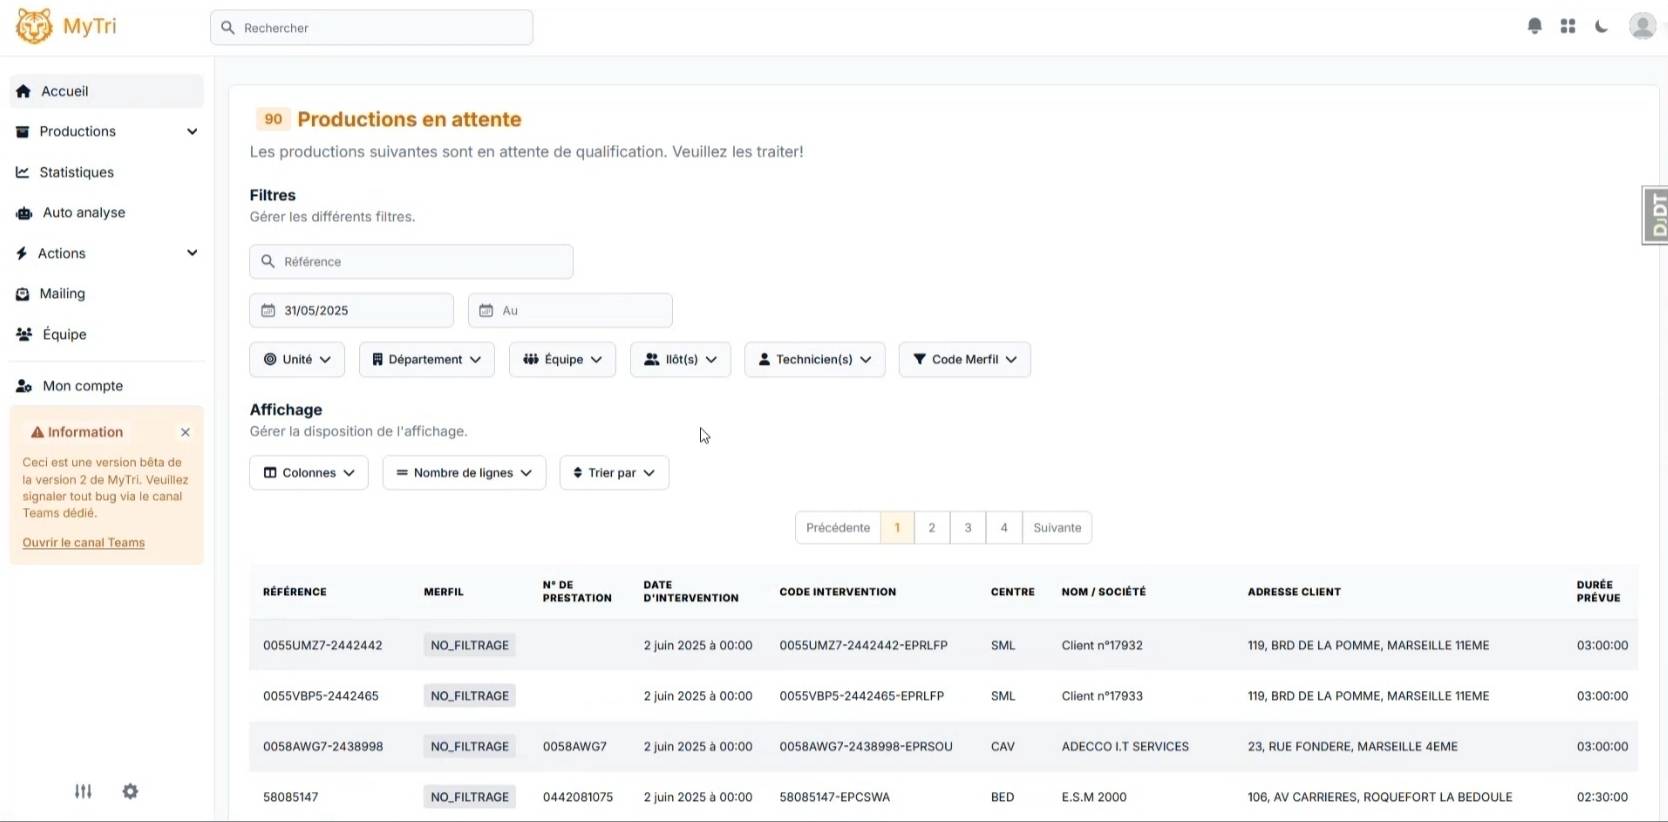 MyTri
Rechercher
Accueil
Productions
Statistiques
Auto analyse
Actions
Mailing
Équipe
Mon compte
Information
Ceci est une version bêta de
la version 2 de MyTri. Veuillez
signaler tout bug via le canal
Teams dédié.
Ouvrir le canal Teams
90 Productions en attente
Les productions suivantes sont en attente de qualification. Veuillez les traiter!
Filtres
Gérer les différents filtres.
Référence
31/05/2025 Au
Unité Département Équipe Ilôt(s) Technicien(s) Code Merfil
Affichage
Gérer la disposition de l'affichage.
Colonnes Nombre de lignes Trier par
Précédente 1 2 3 4 Suivante
RÉFÉRENCE MERFIL N° DE PRESTATION DATE D'INTERVENTION CODE INTERVENTION CENTRE NOM / SOCIÉTÉ ADRESSE CLIENT DURÉE PRÉVUE
0055UMZ7-2442442 NO_FILTRAGE 2 juin 2025 à 00:00 0055UMZ7-2442442-EPRLFP SML Client n°17932 119, BRD DE LA POMME, MARSEILLE 11EME 03:00:00
0055VBP5-2442465 NO_FILTRAGE 2 juin 2025 à 00:00 0055VBP5-2442465-EPRLFP SML Client n°17933 119, BRD DE LA POMME, MARSEILLE 11EME 03:00:00
0058AWG7-2438998 NO_FILTRAGE 0058AWG7 2 juin 2025 à 00:00 0058AWG7-2438998-EPRSOU CAV ADECCO I.T SERVICES 23, RUE FONDERE, MARSEILLE 4EME 03:00:00
58085147 NO_FILTRAGE 0442081075 2 juin 2025 à 00:00 58085147-EPCSWA BED E.S.M 2000 106, AV CARRIERES, ROQUEFORT LA BEDOULE 02:30:00
DJDT